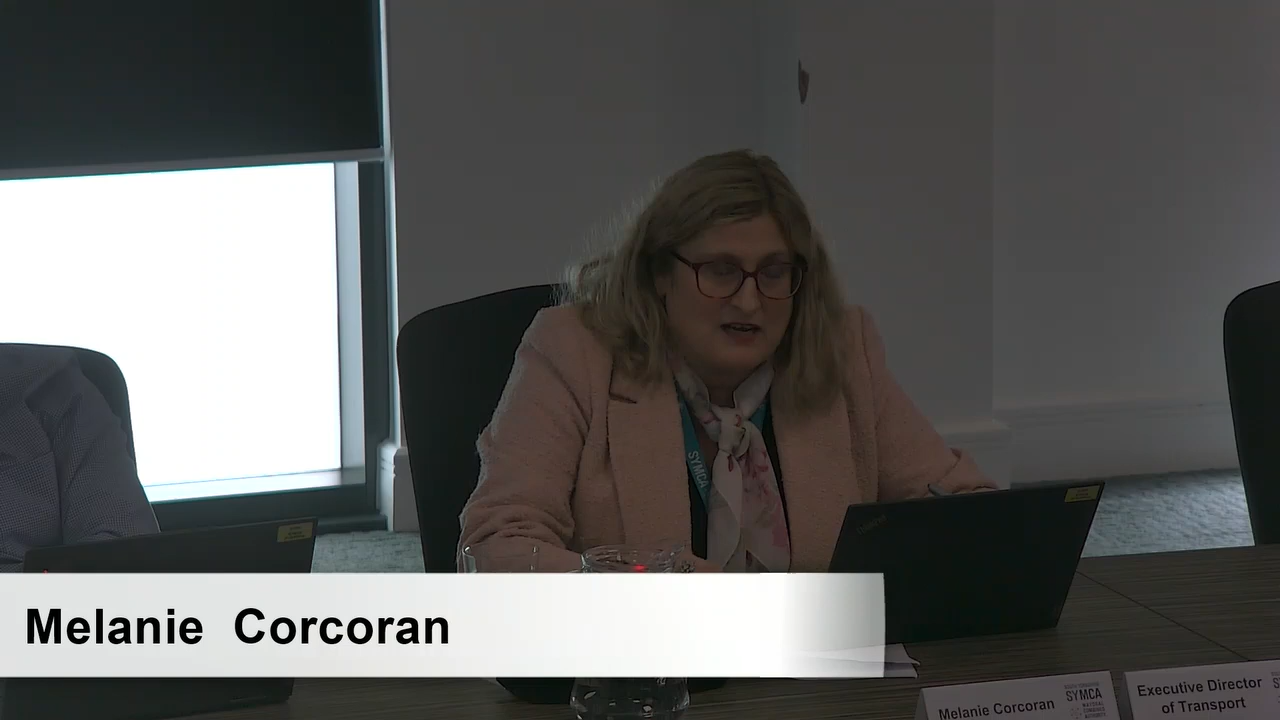 SYMCA
Melanie Corcoran
Melanie Corcoran
SYMCA
Executive Director
of Transport